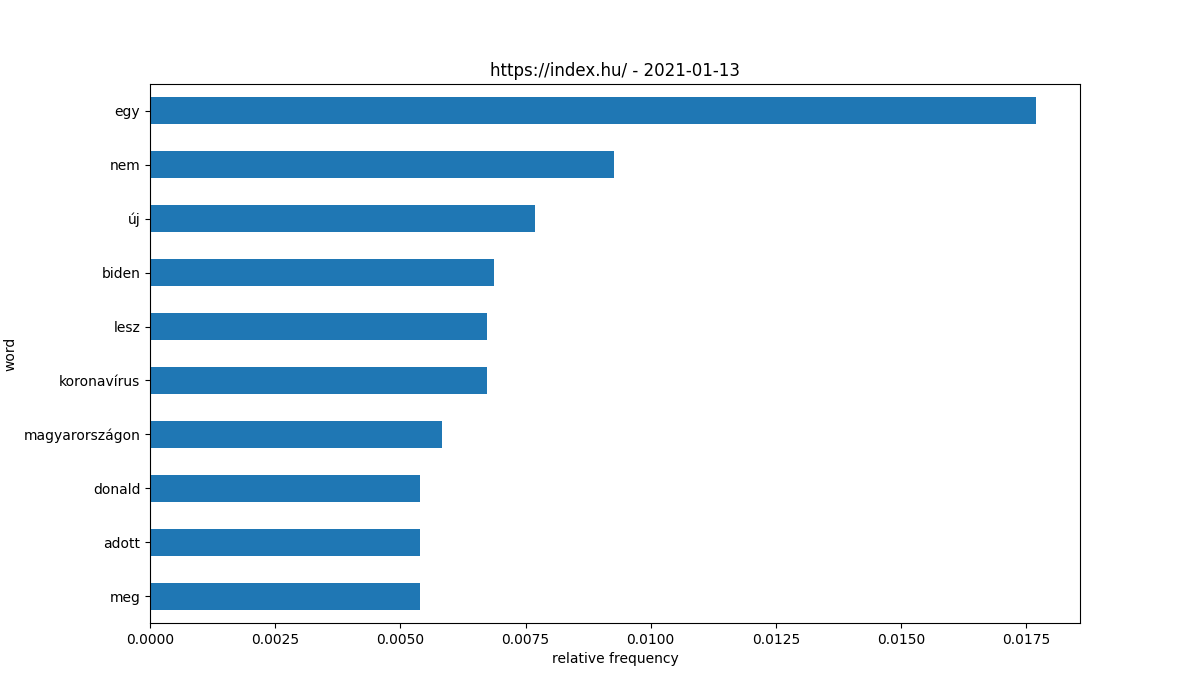 https://index.hu/ - 2021-01-13
word
egy
nem
új
biden
lesz
koronavírus
magyarországon
donald
adott
meg
0.0000 0.0025 0.0050 0.0075 0.0100 0.0125 0.0150 0.0175
relative frequency